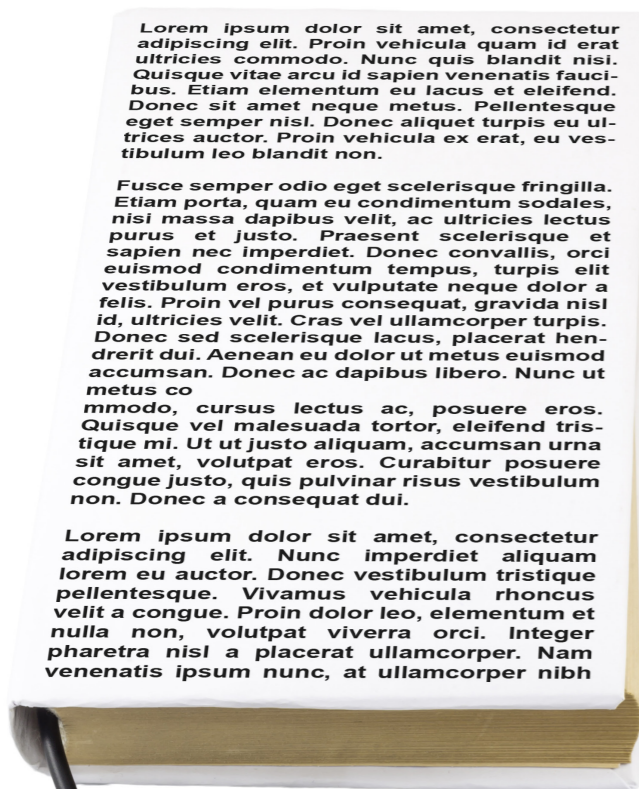 Lorem ipsum dolor sit amet, consectetur
adipiscing elit. Proin vehicula quam id erat
ultricies commodo. Nunc quis blandit nisi.
Quisque vitae arcu id sapien venenatis fauci-
bus. Etiam elementum eu lacus et eleifend.
Donec sit amet neque metus. Pellentesque
eget semper nisl. Donec aliquet turpis eu ul-
trices auctor. Proin vehicula ex erat, eu ves-
tibulum leo blandit non.
Fusce semper odio eget scelerisque fringilla.
Etiam porta, quam eu condimentum sodales,
nisi massa dapibus velit, ac ultricies lectus
purus et justo. Praesent scelerisque et
sapien nec imperdiet. Donec convallis, orci
euismod condimentum tempus, turpis elit
vestibulum eros, et vulputate neque dolor a
felis. Proin vel purus consequat, gravida nisl
id, ultricies velit. Cras vel ullamcorper turpis.
Donec sed scelerisque lacus, placerat hen-
drerit dui. Aenean eu dolor ut metus euismod
accumsan. Donec ac dapibus libero. Nunc ut
metus co
mmodo, cursus lectus ac, posuere eros.
Quisque vel malesuada tortor, eleifend tris-
tique mi. Ut ut justo aliquam, accumsan urna
sit amet, volutpat eros. Curabitur posuere
congue justo, quis pulvinar risus vestibulum
non. Donec a consequat dui.
Lorem ipsum dolor sit amet, consectetur
adipiscing elit. Nunc imperdiet aliquam
lorem eu auctor. Donec vestibulum tristique
pellentesque. Vivamus vehicula rhoncus
velit a congue. Proin dolor leo, elementum et
nulla non, volutpat viverra orci. Integer
pharetra nisl a placerat ullamcorper. Nam
venenatis ipsum nunc, at ullamcorper nibh